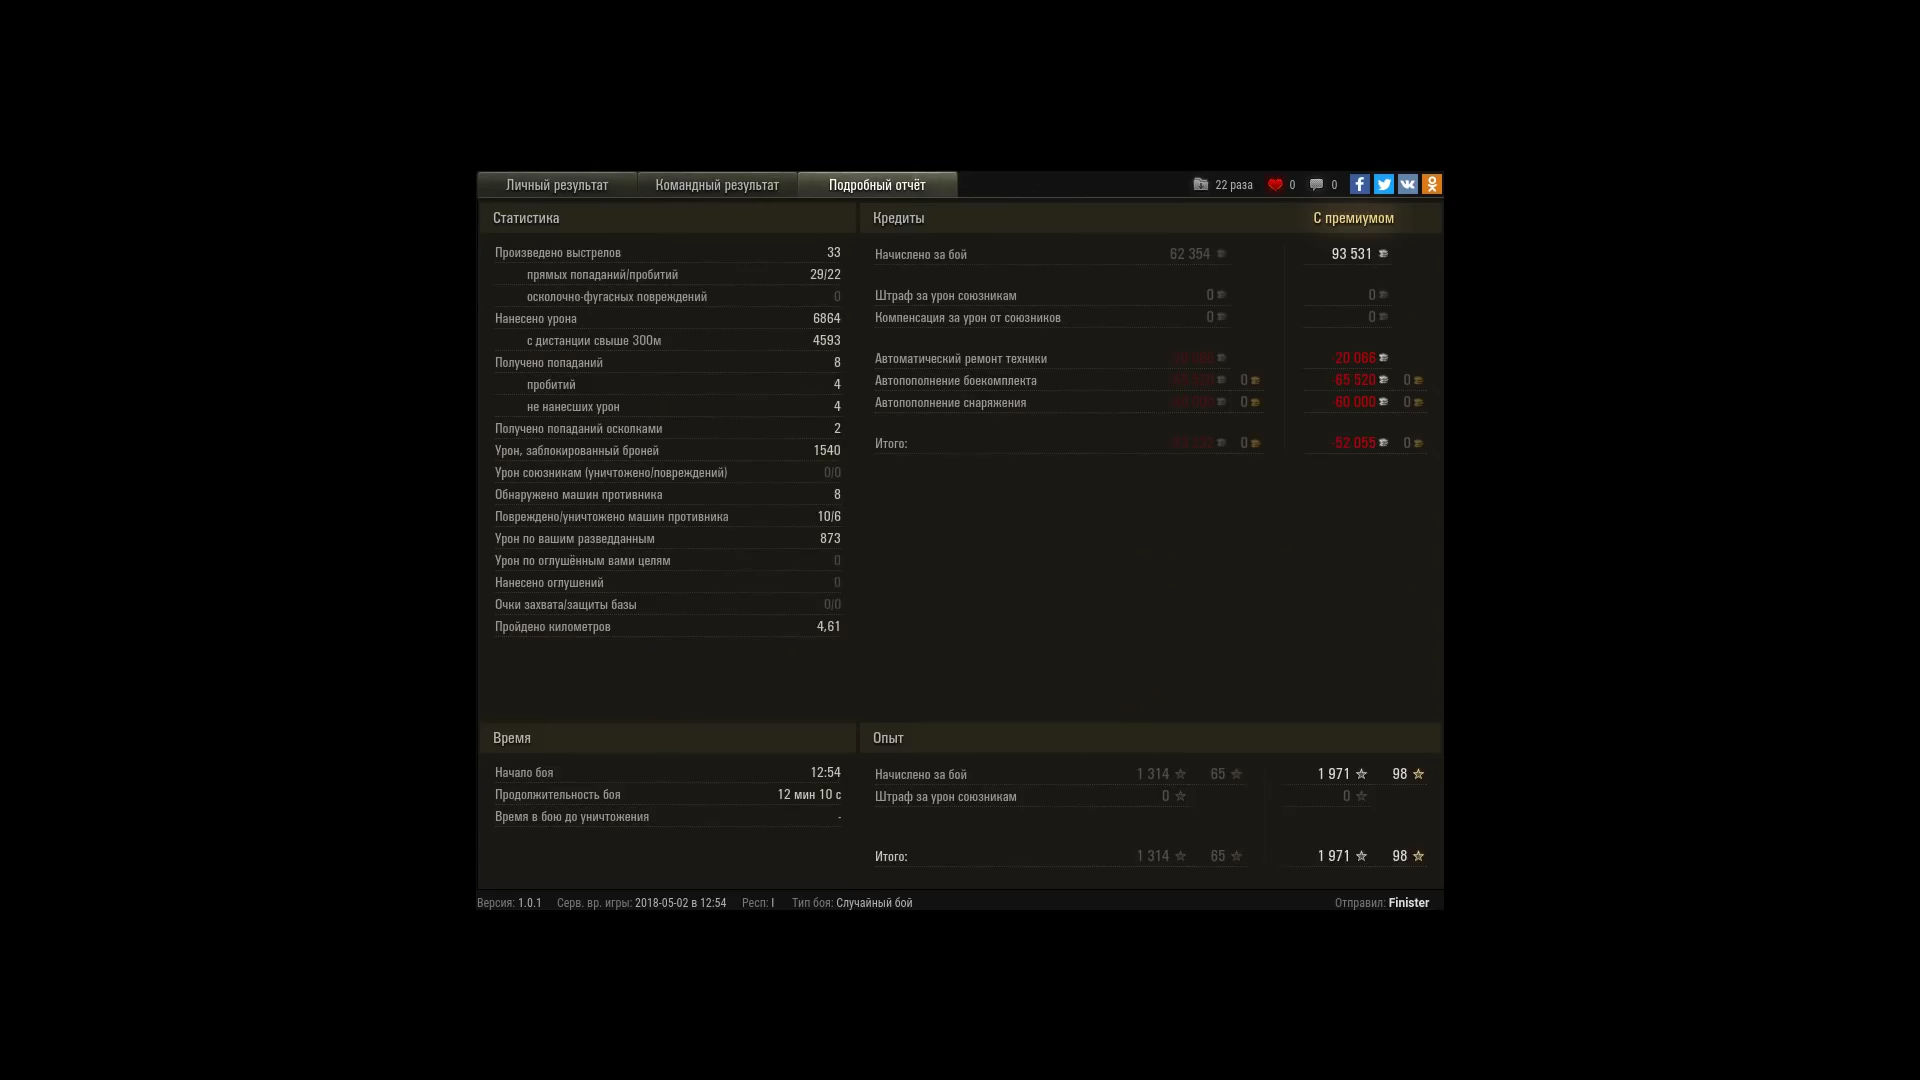 Личный результат Командный результат Подробный отчёт 22 раза 0 0
Статистика
Произведено выстрелов 33
прямых попаданий/пробитий 29/22
осколочно-фугасных повреждений 0
Нанесено урона 6864
с дистанции свыше 300м 4593
Получено попаданий 8
пробитий 4
не нанесших урон 4
Получено попаданий осколками 2
Урон, заблокированный броней 1540
Урон союзникам (уничтожено/повреждений) 0/0
Обнаружено машин противника 8
Повреждено/уничтожено машин противника 10/6
Урон по вашим разведданным 873
Урон по оглушённым вами целям 0
Нанесено оглушений 0
Очки захвата/защиты базы 0/0
Пройдено километров 4,61
Кредиты С премиумом
Начислено за бой 62 354 93 531
Штраф за урон союзникам 0 0
Компенсация за урон от союзников 0 0
Автоматический ремонт техники -20 066
Автопополнение боекомплекта 0 -65 520 0
Автопополнение снаряжения 0 -60 000 0
Итого: 0 -52 055 0
Время
Начало боя 12:54
Продолжительность боя 12 мин 10 с
Время в бою до уничтожения -
Опыт
Начислено за бой 1 314 65 1 971 98
Штраф за урон союзникам 0 0
Итого: 1 314 65 1 971 98
Версия: 1.0.1 Серв. вр. игры: 2018-05-02 в 12:54 Респ: I Тип боя: Случайный бой Отправил: Finister